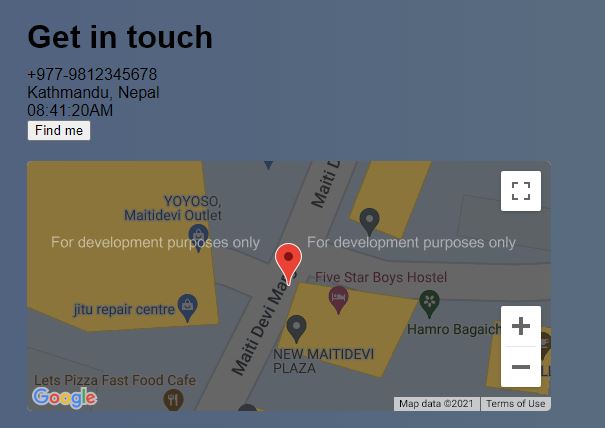 Get in touch
+977-9812345678
Kathmandu, Nepal
08:41:20AM
Find me
Maiti D
YOYOSO,
Maitidevi Outlet
For development purposes only
For development purposes only
Five Star Boys Hostel
jitu repair centre
Maiti Devi Marg
Hamro Bagaich
NEW MAITIDEVI
PLAZA
Lets Pizza Fast Food Cafe
Google
Map data ©2021
Terms of Use